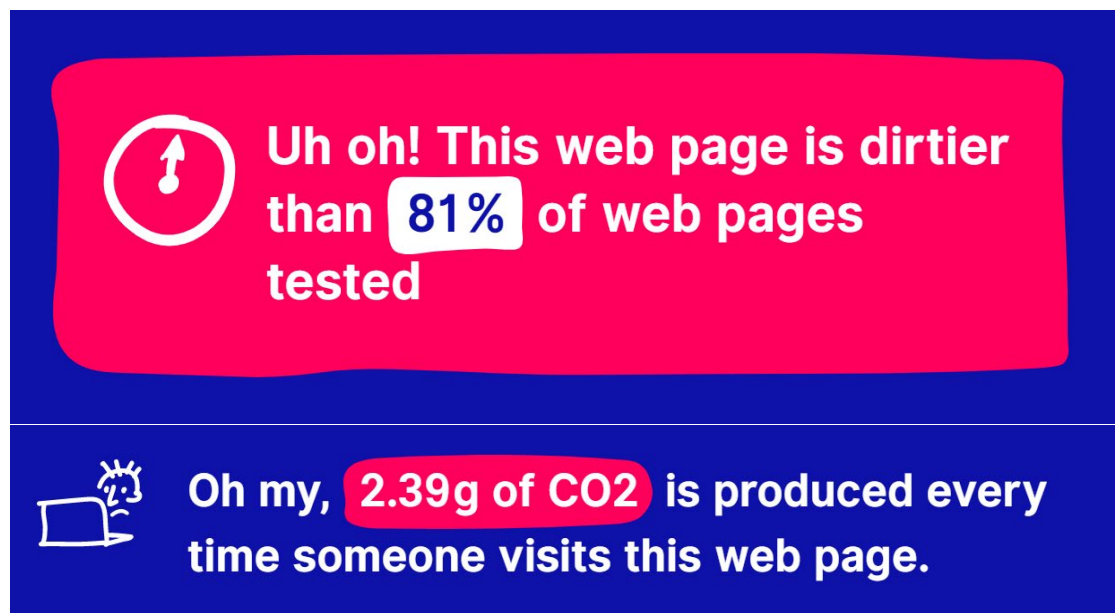 Uh oh! This web page is dirtier
than 81% of web pages
tested
Oh my, 2.39g of CO2 is produced every
time someone visits this web page.